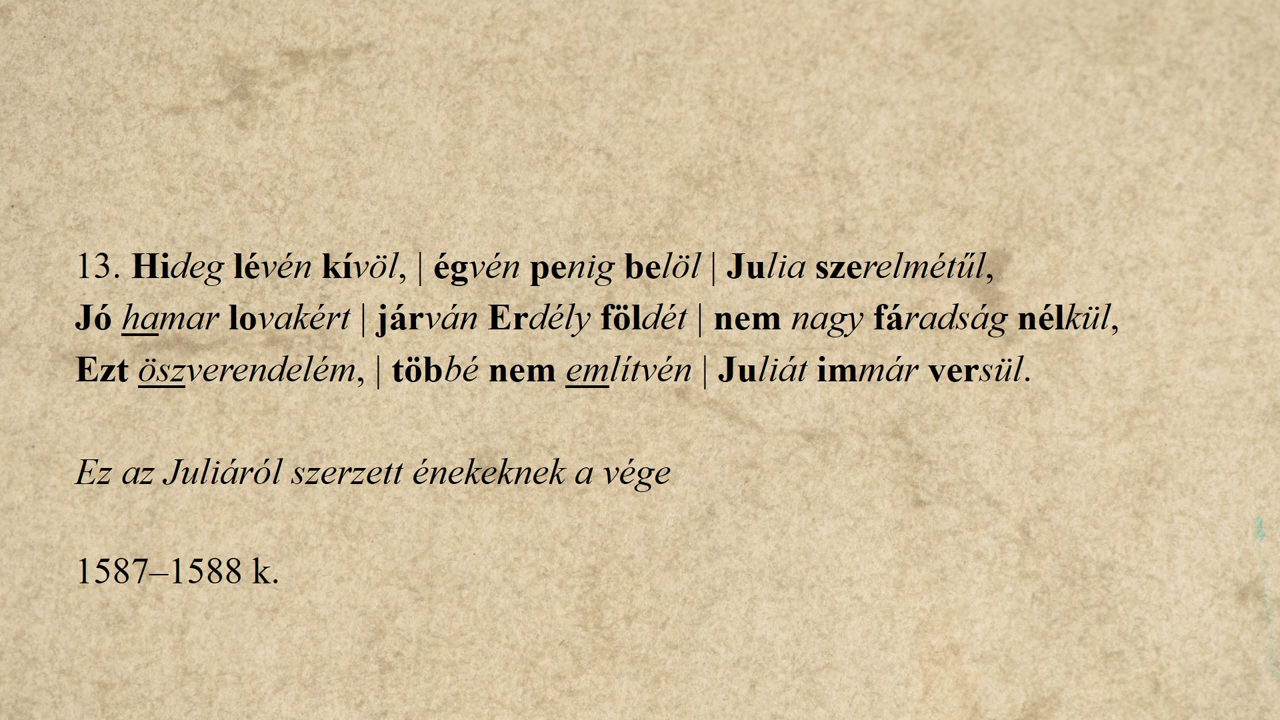 13. Hideg lévén kívöl, | égvén penig belöl | Julia szerelmétűl,
Jó hamar lovakért | járván Erdély földét | nem nagy fáradság nélkül,
Ezt öszverendelém, | többé nem említvén | Juliát immár versül.
Ez az Juliáról szerzett énekeknek a vége
1587–1588 k.